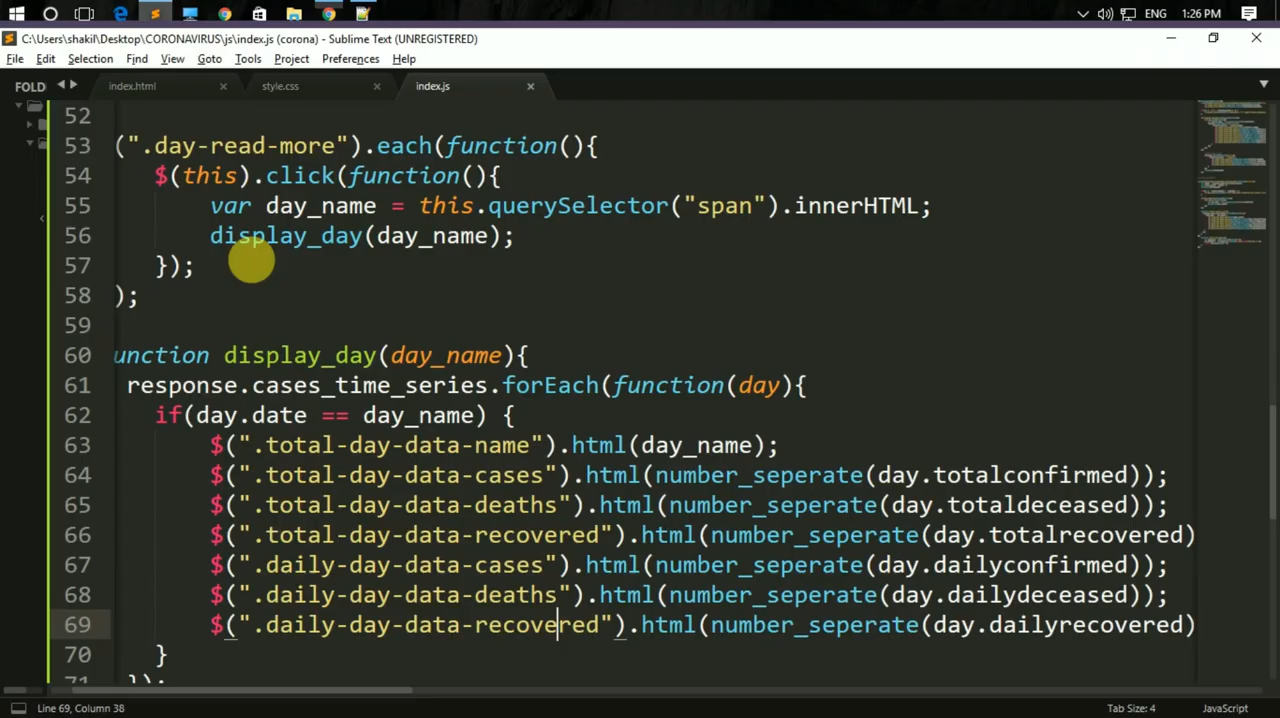 ENG 1:26 PM
C:\Users\shakil\Desktop\CORONAVIRUS\js\index.js (corona) - Sublime Text (UNREGISTERED)
File Edit Selection Find View Goto Tools Project Preferences Help
FOLD index.html style.css index.js
52
53 (".day-read-more").each(function(){
54 $(this).click(function(){
55 var day_name = this.querySelector("span").innerHTML;
56 display_day(day_name);
57 });
58 );
59
60 unction display_day(day_name){
61 response.cases_time_series.forEach(function(day){
62 if(day.date == day_name) {
63 $(".total-day-data-name").html(day_name);
64 $(".total-day-data-cases").html(number_seperate(day.totalconfirmed));
65 $(".total-day-data-deaths").html(number_seperate(day.totaldeceased));
66 $(".total-day-data-recovered").html(number_seperate(day.totalrecovered)
67 $(".daily-day-data-cases").html(number_seperate(day.dailyconfirmed));
68 $(".daily-day-data-deaths").html(number_seperate(day.dailydeceased));
69 $(".daily-day-data-recovered").html(number_seperate(day.dailyrecovered)
70 }
71 });
Line 69, Column 38 Tab Size: 4 JavaScript